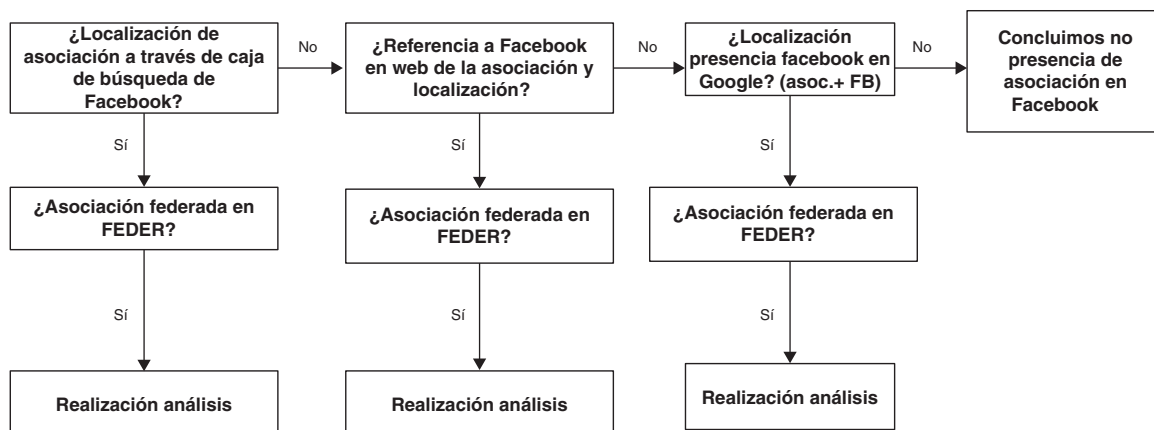 ¿Localización de
asociación a través de caja
de búsqueda de
Facebook?
No
¿Referencia a Facebook
en web de la asociación y
localización?
No
¿Localización
presencia facebook en
Google? (asoc.+ FB)
No
Concluimos no
presencia de
asociación en
Facebook
Sí
Sí
Sí
¿Asociación federada en
FEDER?
¿Asociación federada en
FEDER?
¿Asociación federada en
FEDER?
Sí
Sí
Sí
Realización análisis
Realización análisis
Realización análisis